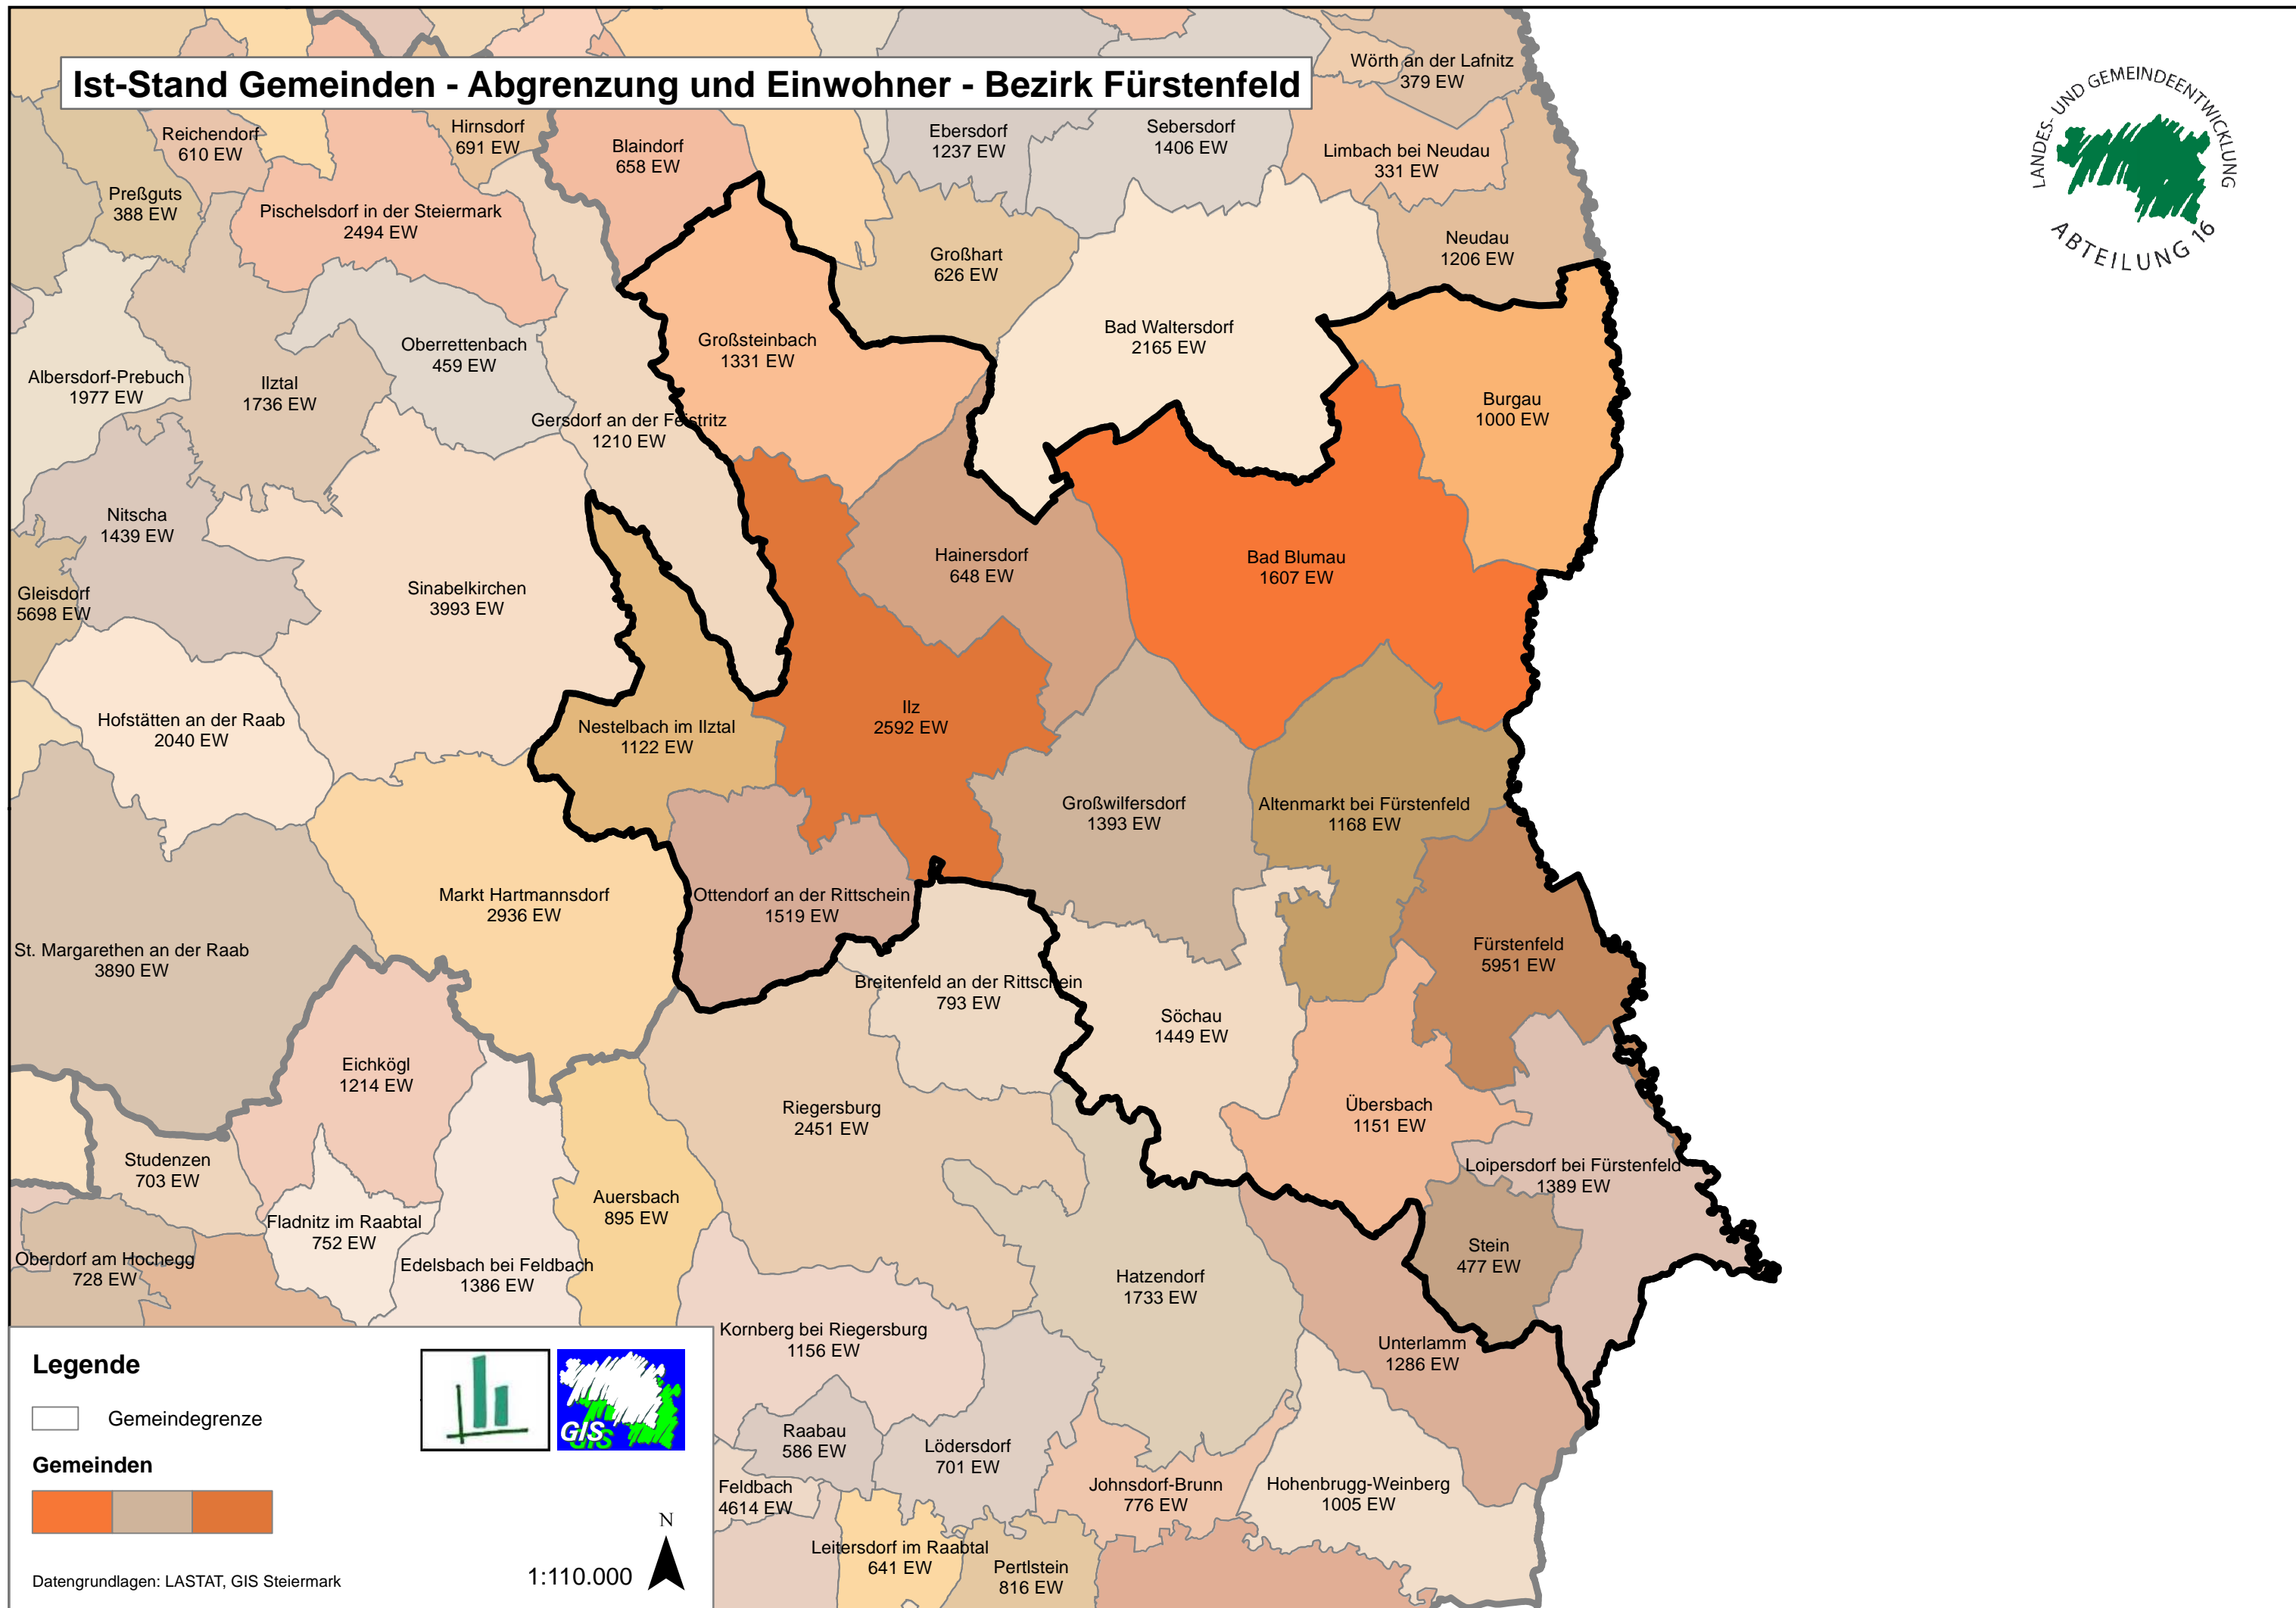 Ist-Stand Gemeinden - Abgrenzung und Einwohner - Bezirk Fürstenfeld
LANDES- UND GEMEINDEENTWICKLUNG
ABTEILUNG 16
Wörth an der Lafnitz
379 EW
Reichendorf
610 EW
Hirnsdorf
691 EW
Blaindorf
658 EW
Ebersdorf
1237 EW
Sebersdorf
1406 EW
Limbach bei Neudau
331 EW
Preßguts
388 EW
Pischelsdorf in der Steiermark
2494 EW
Großhart
626 EW
Neudau
1206 EW
Bad Waltersdorf
2165 EW
Großsteinbach
1331 EW
Oberrettenbach
459 EW
Albersdorf-Prebuch
1977 EW
Ilztal
1736 EW
Burgau
1000 EW
Gersdorf an der Feistritz
1210 EW
Nitscha
1439 EW
Hainersdorf
648 EW
Bad Blumau
1607 EW
Gleisdorf
5698 EW
Sinabelkirchen
3993 EW
Hofstätten an der Raab
2040 EW
Nestelbach im Ilztal
1122 EW
Ilz
2592 EW
Großwilfersdorf
1393 EW
Altenmarkt bei Fürstenfeld
1168 EW
Markt Hartmannsdorf
2936 EW
Ottendorf an der Rittschein
1519 EW
Fürstenfeld
5951 EW
St. Margarethen an der Raab
3890 EW
Breitenfeld an der Rittschein
793 EW
Söchau
1449 EW
Eichkögl
1214 EW
Riegersburg
2451 EW
Übersbach
1151 EW
Studenzen
703 EW
Loipersdorf bei Fürstenfeld
1389 EW
Auersbach
895 EW
Fladnitz im Raabtal
752 EW
Oberdorf am Hochegg
728 EW
Edelsbach bei Feldbach
1386 EW
Stein
477 EW
Hatzendorf
1733 EW
Kornberg bei Riegersburg
1156 EW
Unterlamm
1286 EW
Raabau
586 EW
Lödersdorf
701 EW
Feldbach
4614 EW
Johnsdorf-Brunn
776 EW
Hohenbrugg-Weinberg
1005 EW
Leitersdorf im Raabtal
641 EW
Pertlstein
816 EW
Legende
Gemeindegrenze
Gemeinden
GIS
GIS
N
1:110.000
Datengrundlagen: LASTAT, GIS Steiermark